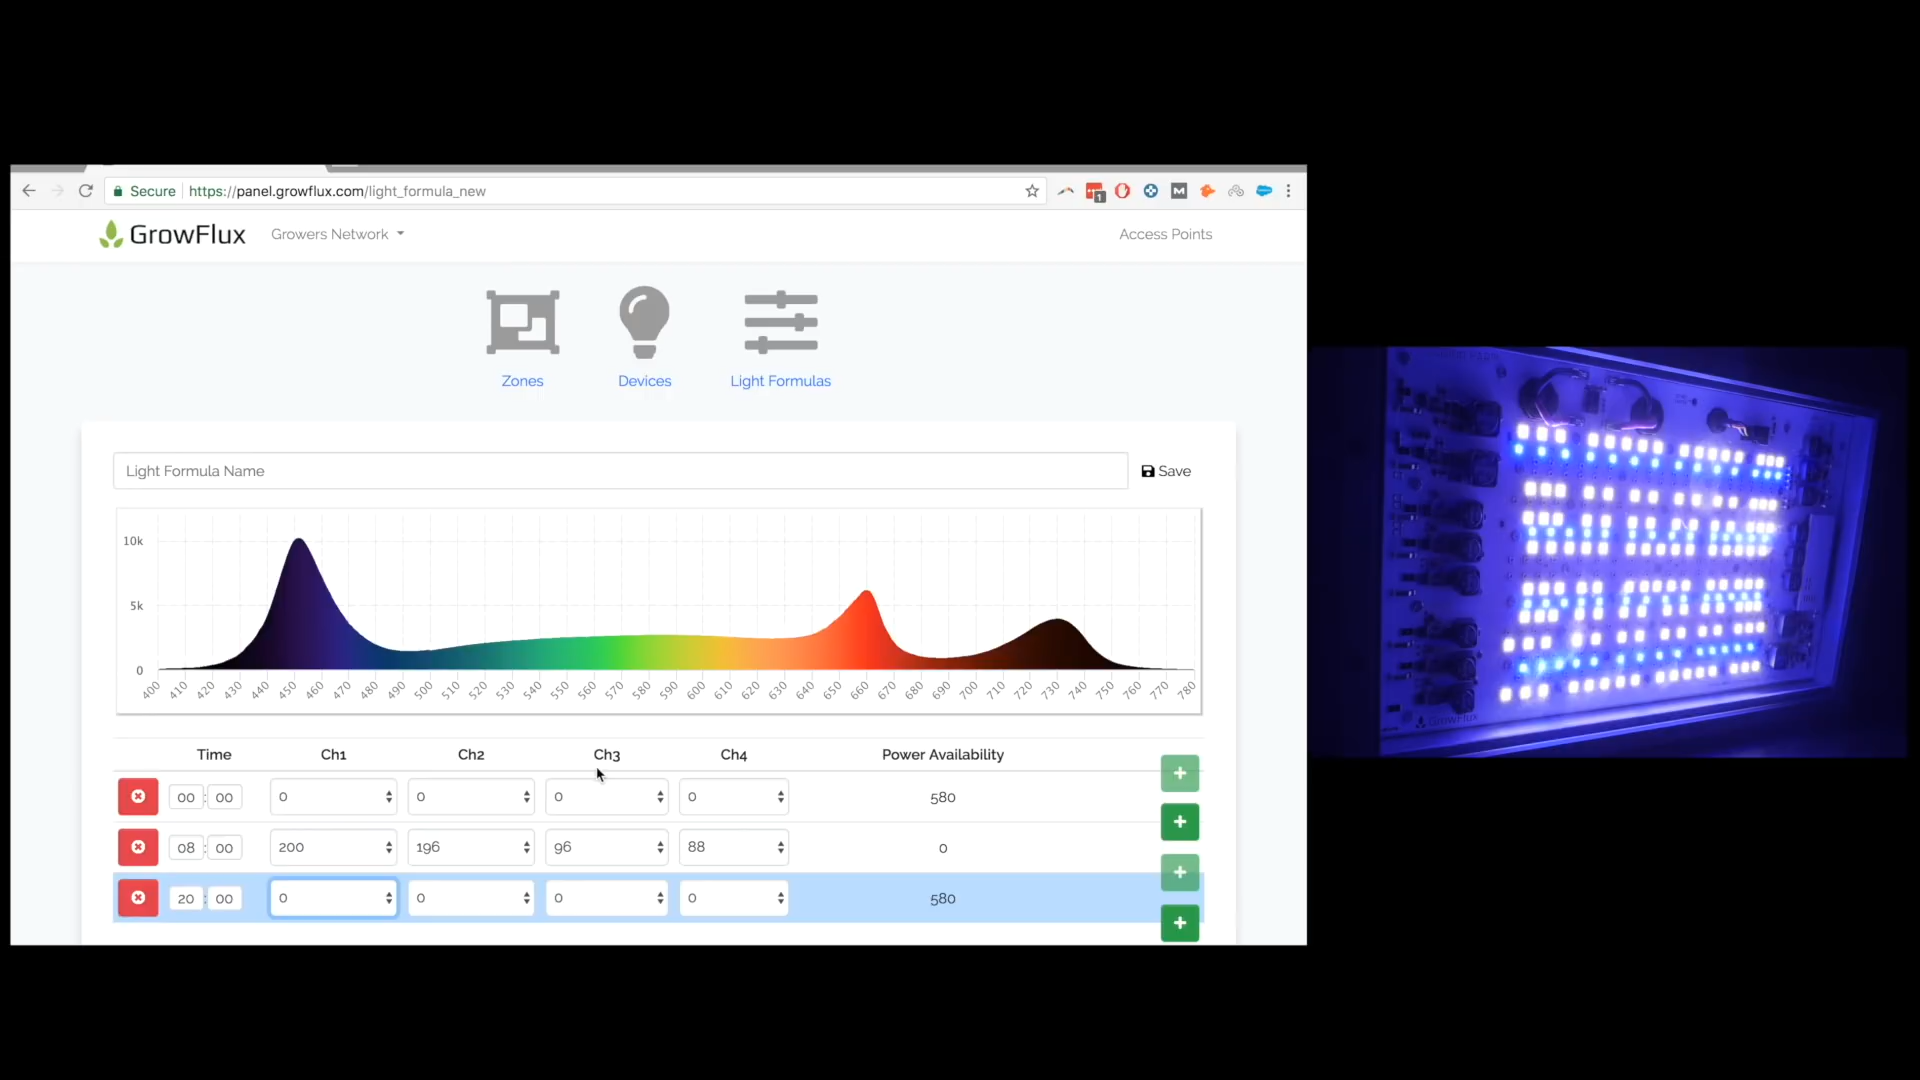 Secure https://panel.growflux.com/light_formula_new
1
GrowFlux Growers Network Access Points
Zones Devices Light Formulas
Light Formula Name Save
10k
5k
0
400 410 420 430 440 450 460 470 480 490 500 510 520 530 540 550 560 570 580 590 600 610 620 630 640 650 660 670 680 690 700 710 720 730 740 750 760 770 780
Time Ch1 Ch2 Ch3 Ch4 Power Availability
00 : 00 0 0 0 0 580
08 : 00 200 196 96 88 0
20 : 00 0 0 0 0 580
GrowFlux